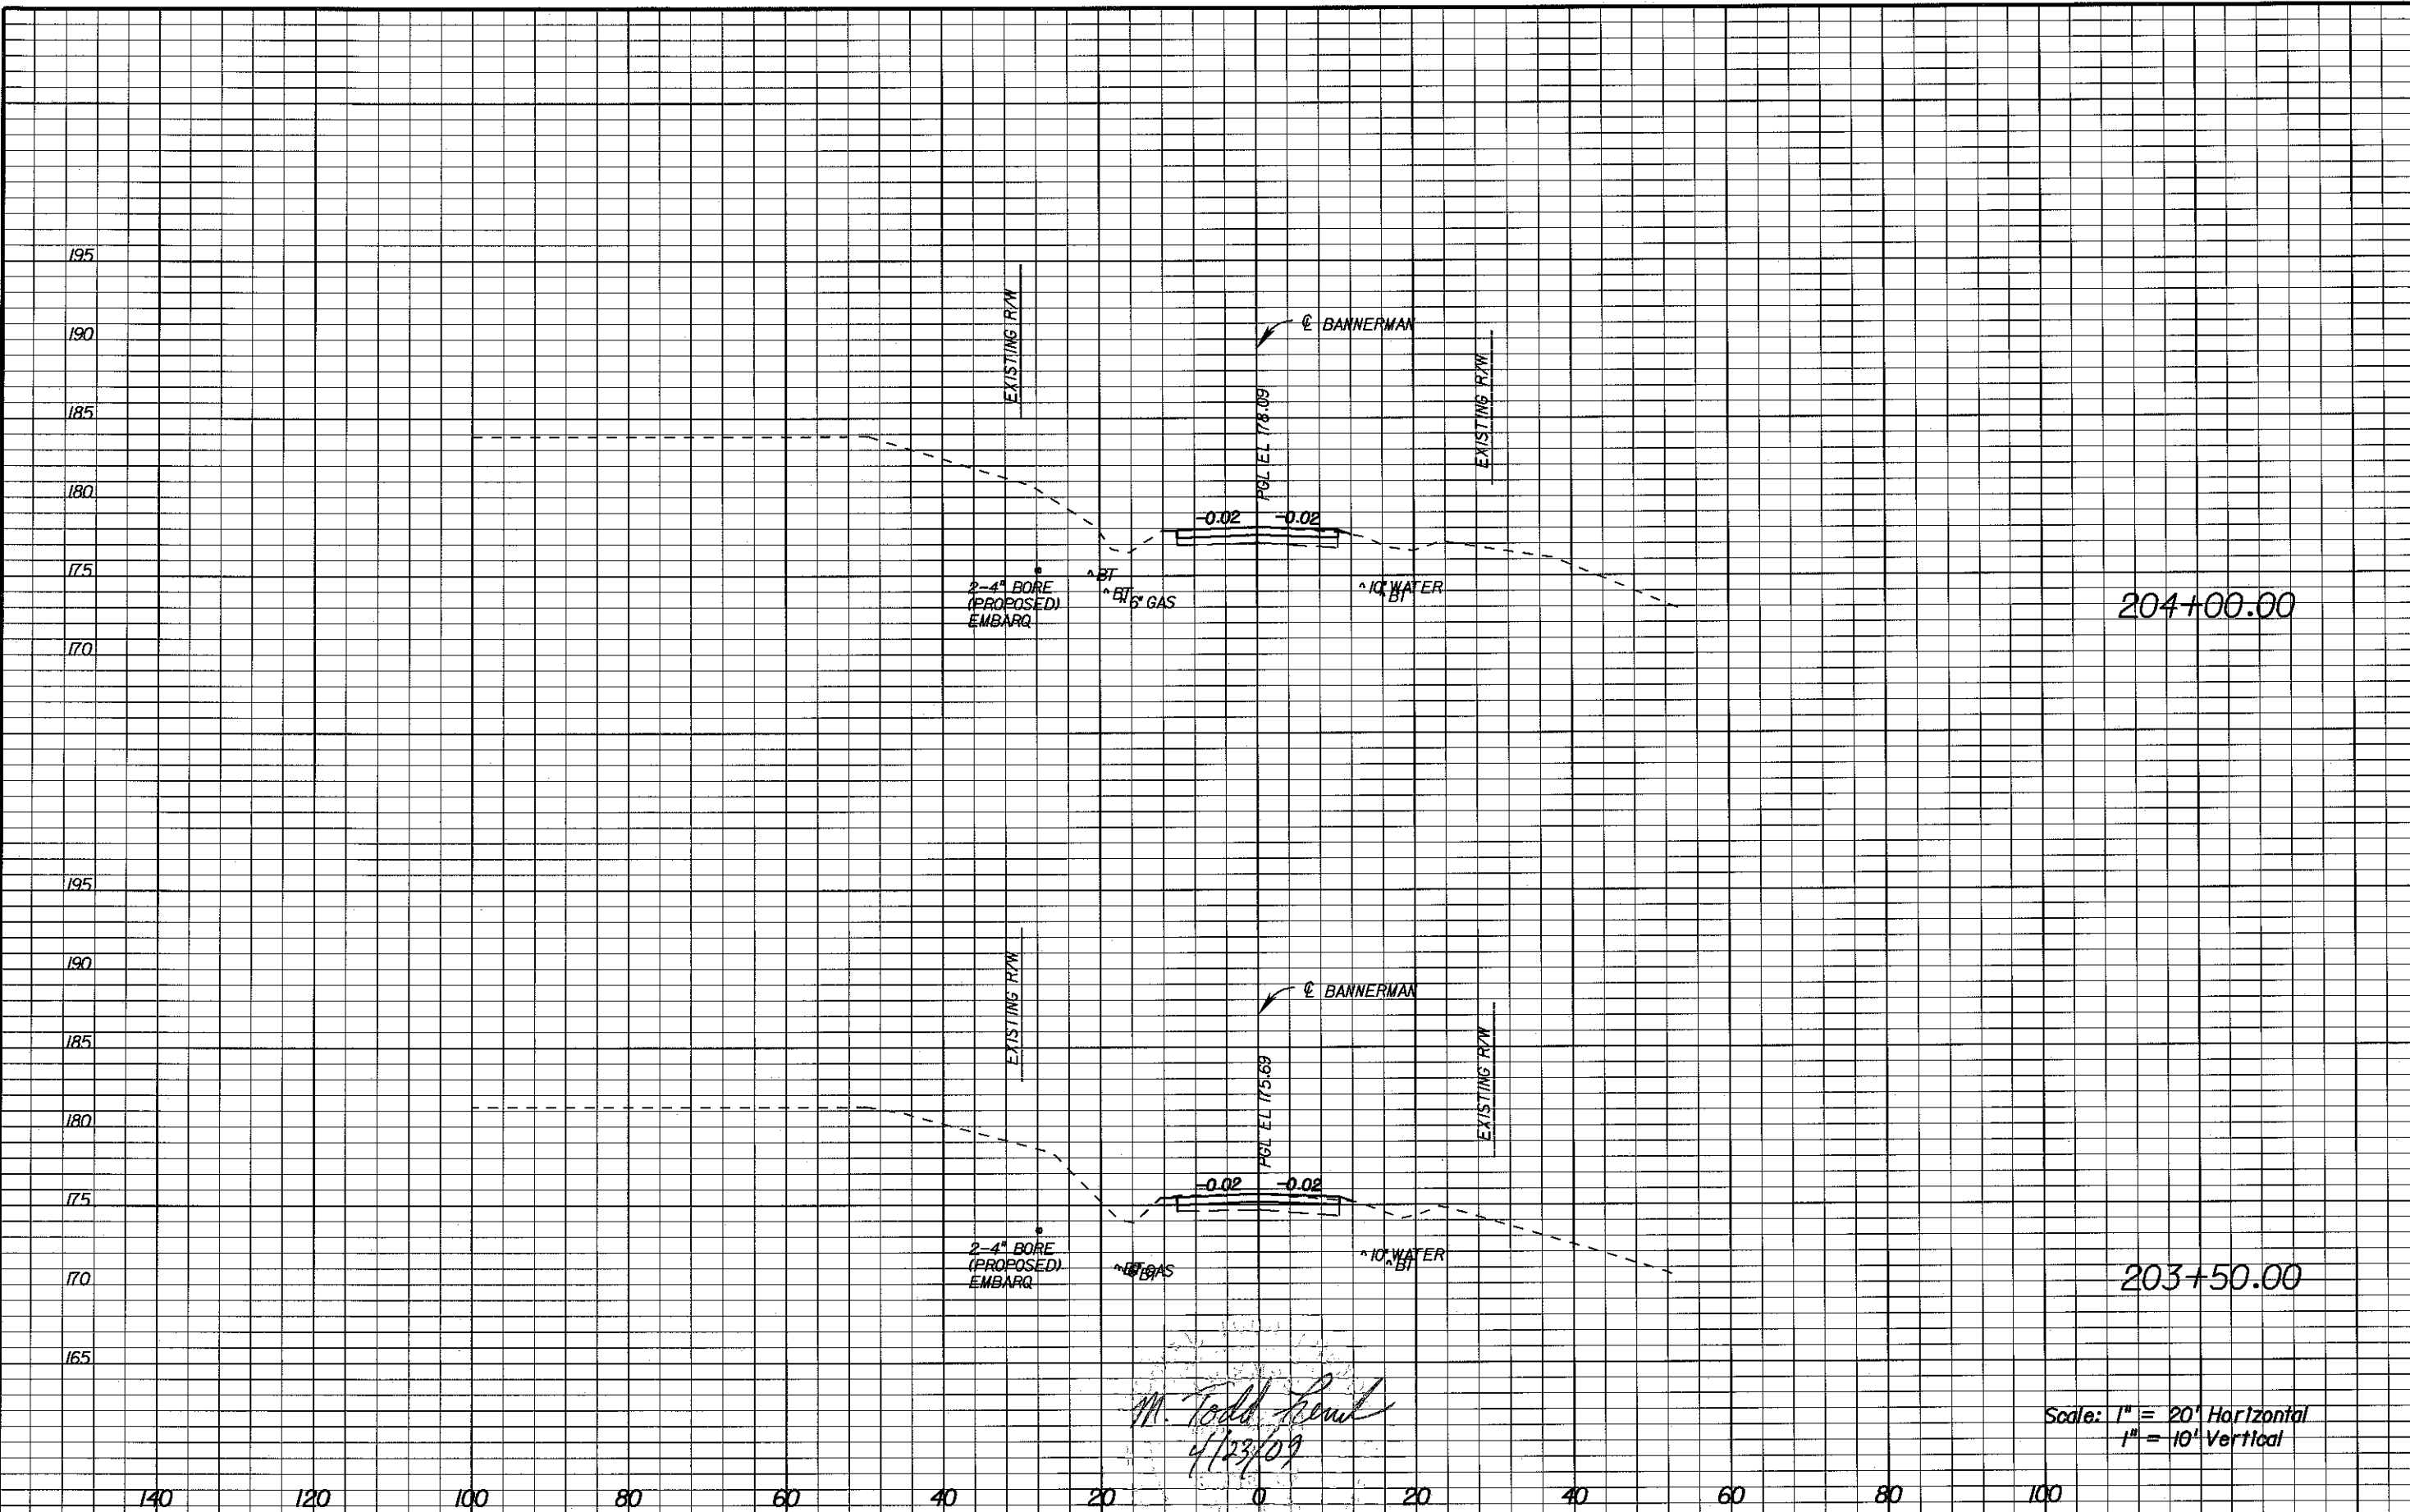 195
190
185
180
175
170
EXISTING R/W
℄ BANNERMAN
EXISTING R/W
PGL EL 178.09
-0.02 -0.02
2-4" BORE
(PROPOSED)
EMBARQ
BT
BT
6" GAS
10" WATER
BT
204+00.00
195
190
185
180
175
170
165
EXISTING R/W
℄ BANNERMAN
EXISTING R/W
PGL EL 175.69
-0.02 -0.02
2-4" BORE
(PROPOSED)
EMBARQ
GAS
10" WATER
BT
203+50.00
M. Todd
4/23/09
Scale: 1" = 20' Horizontal
1" = 10' Vertical
140 120 100 80 60 40 20 0 20 40 60 80 100